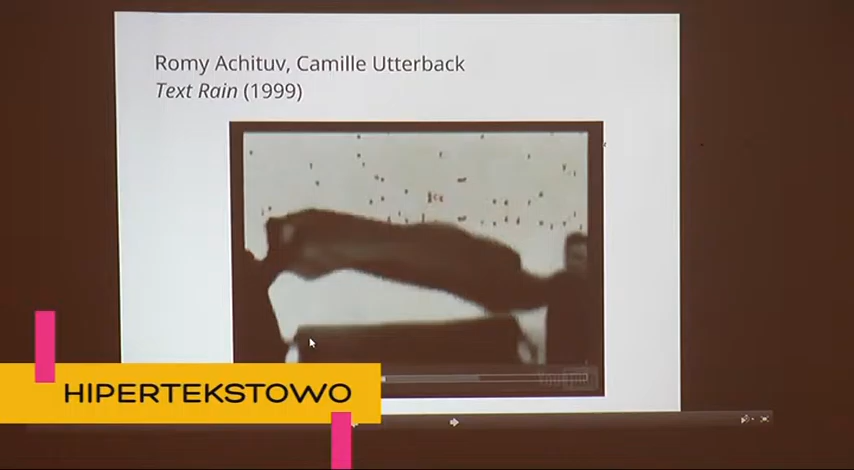 Romy Achituv, Camille Utterback
Text Rain (1999)
HIPERTEKSTOWO